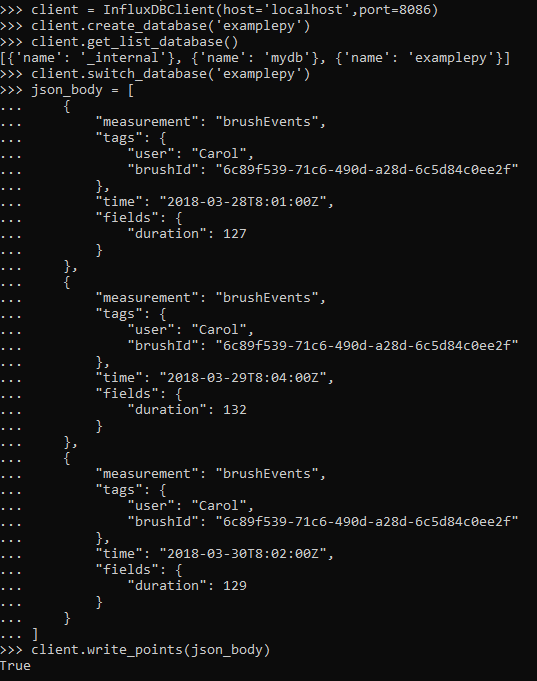 >>> client = InfluxDBClient(host='localhost',port=8086)
>>> client.create_database('examplepy')
>>> client.get_list_database()
[{'name': '_internal'}, {'name': 'mydb'}, {'name': 'examplepy'}]
>>> client.switch_database('examplepy')
>>> json_body = [
...     {
...         "measurement": "brushEvents",
...         "tags": {
...             "user": "Carol",
...             "brushId": "6c89f539-71c6-490d-a28d-6c5d84c0ee2f"
...         },
...         "time": "2018-03-28T8:01:00Z",
...         "fields": {
...             "duration": 127
...         }
...     },
...     {
...         "measurement": "brushEvents",
...         "tags": {
...             "user": "Carol",
...             "brushId": "6c89f539-71c6-490d-a28d-6c5d84c0ee2f"
...         },
...         "time": "2018-03-29T8:04:00Z",
...         "fields": {
...             "duration": 132
...         }
...     },
...     {
...         "measurement": "brushEvents",
...         "tags": {
...             "user": "Carol",
...             "brushId": "6c89f539-71c6-490d-a28d-6c5d84c0ee2f"
...         },
...         "time": "2018-03-30T8:02:00Z",
...         "fields": {
...             "duration": 129
...         }
...     }
... ]
>>> client.write_points(json_body)
True